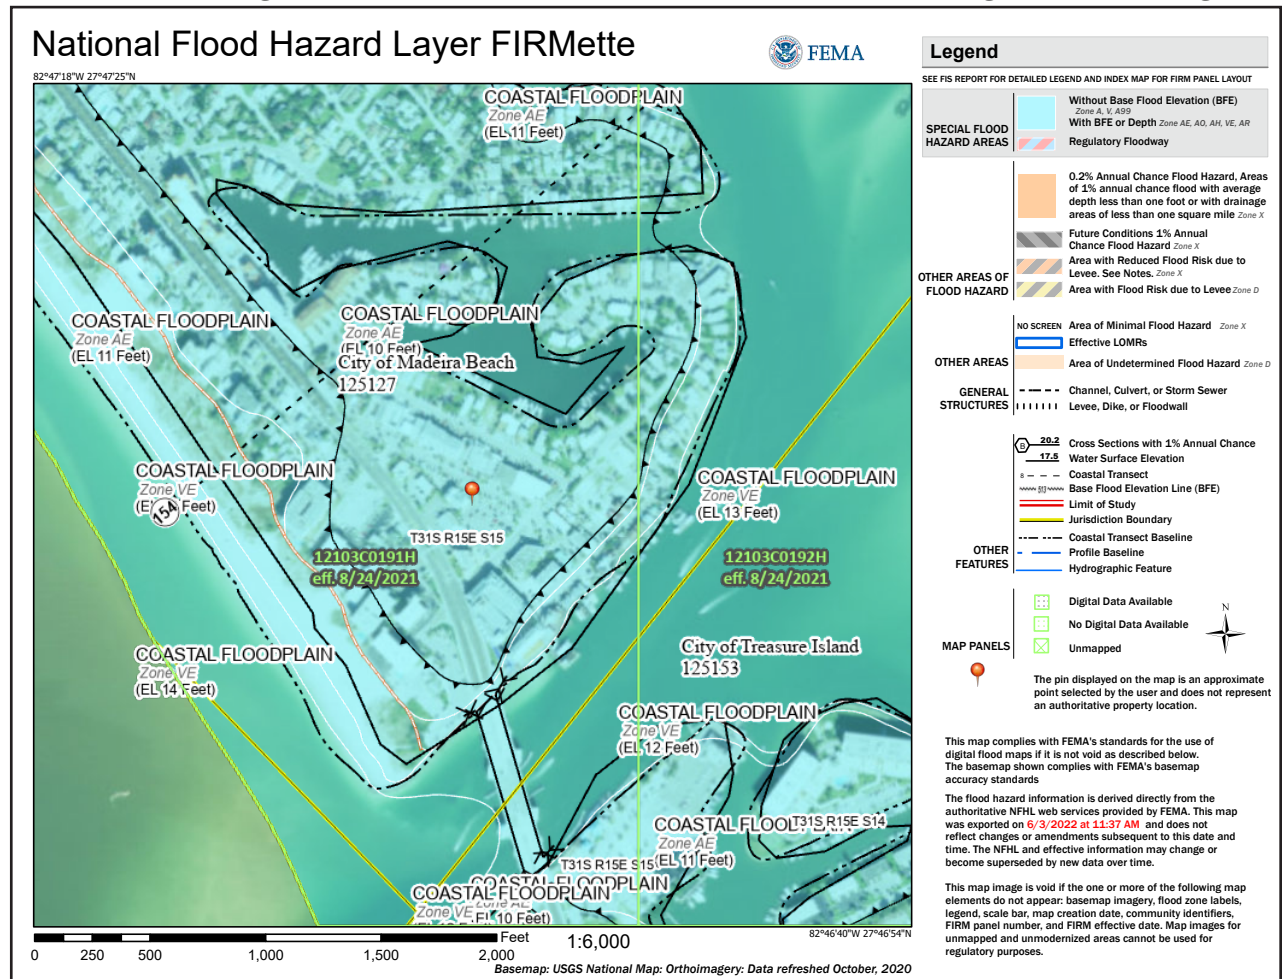 National Flood Hazard Layer FIRMette
FEMA
82°47'18"W 27°47'25"N
COASTAL FLOODPLAIN
Zone AE
(EL 11 Feet)
COASTAL FLOODPLAIN
Zone AE
(EL 11 Feet)
COASTAL FLOODPLAIN
Zone AE
(EL 10 Feet)
City of Madeira Beach
125127
COASTAL FLOODPLAIN
Zone VE
Feet)
154
COASTAL FLOODPLAIN
Zone VE
(EL 13 Feet)
T31S R15E S15
12103C0191H
eff. 8/24/2021
12103C0192H
eff. 8/24/2021
City of Treasure Island
125153
COASTAL FLOODPLAIN
Zone VE
(EL 14 Feet)
COASTAL FLOODPLAIN
Zone VE
(EL 12 Feet)
COASTAL FLOODPLAIN
T31S R15E S14
Zone AE
(EL 11 Feet)
T31S R15E S15
COASTAL FLOODPLAIN
Zone AE
(EL 10 Feet)
COASTAL FLOODPLAIN
Zone VE
82°46'40"W 27°46'54"N
Feet
0 250 500 1,000 1,500 2,000
1:6,000
Basemap: USGS National Map: Orthoimagery: Data refreshed October, 2020
Legend
SEE FIS REPORT FOR DETAILED LEGEND AND INDEX MAP FOR FIRM PANEL LAYOUT
SPECIAL FLOOD
HAZARD AREAS
Without Base Flood Elevation (BFE)
Zone A, V, A99
With BFE or Depth Zone AE, AO, AH, VE, AR
Regulatory Floodway
0.2% Annual Chance Flood Hazard, Areas
of 1% annual chance flood with average
depth less than one foot or with drainage
areas of less than one square mile Zone X
Future Conditions 1% Annual
Chance Flood Hazard Zone X
Area with Reduced Flood Risk due to
Levee. See Notes. Zone X
Area with Flood Risk due to Levee Zone D
OTHER AREAS OF
FLOOD HAZARD
NO SCREEN Area of Minimal Flood Hazard Zone X
Effective LOMRs
OTHER AREAS
Area of Undetermined Flood Hazard Zone D
GENERAL
STRUCTURES
Channel, Culvert, or Storm Sewer
Levee, Dike, or Floodwall
B 20.2 Cross Sections with 1% Annual Chance
17.5 Water Surface Elevation
8 Coastal Transect
513 Base Flood Elevation Line (BFE)
Limit of Study
Jurisdiction Boundary
Coastal Transect Baseline
OTHER
FEATURES
Profile Baseline
Hydrographic Feature
Digital Data Available
No Digital Data Available
Unmapped
MAP PANELS
N
The pin displayed on the map is an approximate
point selected by the user and does not represent
an authoritative property location.
This map complies with FEMA's standards for the use of
digital flood maps if it is not void as described below.
The basemap shown complies with FEMA's basemap
accuracy standards
The flood hazard information is derived directly from the
authoritative NFHL web services provided by FEMA. This map
was exported on 6/3/2022 at 11:37 AM and does not
reflect changes or amendments subsequent to this date and
time. The NFHL and effective information may change or
become superseded by new data over time.
This map image is void if the one or more of the following map
elements do not appear: basemap imagery, flood zone labels,
legend, scale bar, map creation date, community identifiers,
FIRM panel number, and FIRM effective date. Map images for
unmapped and unmodernized areas cannot be used for
regulatory purposes.